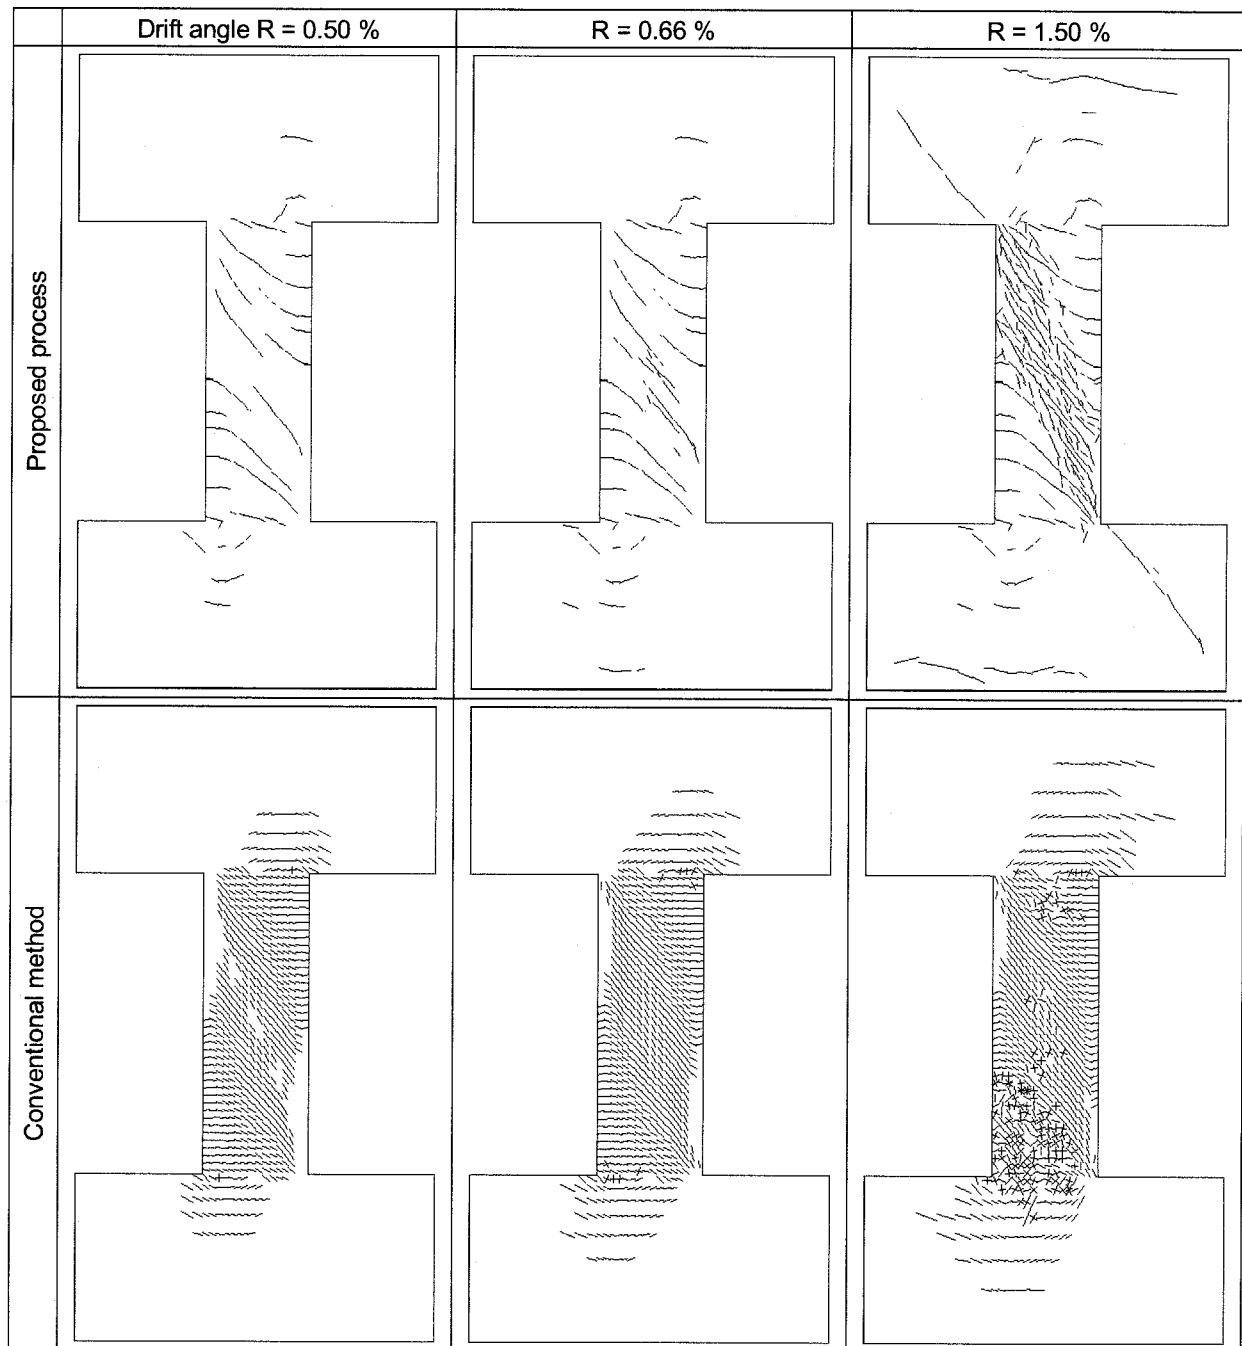 Drift angle R = 0.50 %
R = 0.66 %
R = 1.50 %
Proposed process
Conventional method